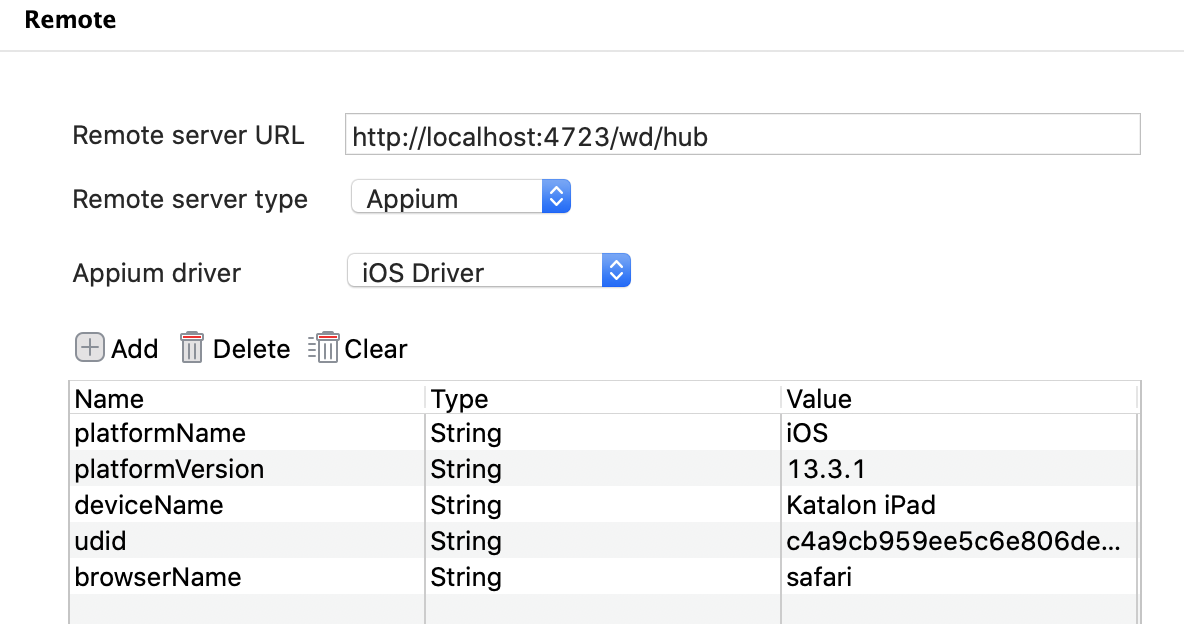 Remote
Remote server URL http://localhost:4723/wd/hub
Remote server type Appium
Appium driver iOS Driver
Add Delete Clear
Name Type Value
platformName String iOS
platformVersion String 13.3.1
deviceName String Katalon iPad
udid String c4a9cb959ee5c6e806de...
browserName String safari